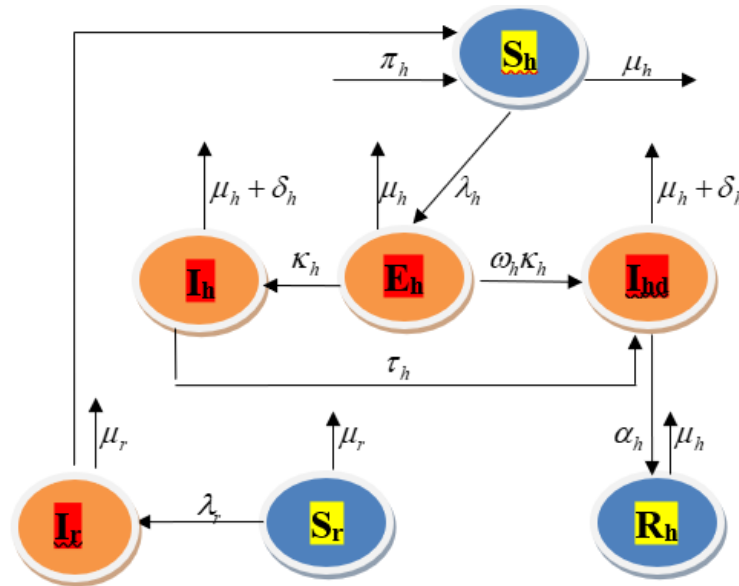 S_h
π_h
μ_h
μ_h + δ_h
μ_h
λ_h
μ_h + δ_h
I_h
κ_h
E_h
ω_hκ_h
I_hd
τ_h
μ_r
μ_r
α_h
μ_h
I_r
λ_r
S_r
R_h